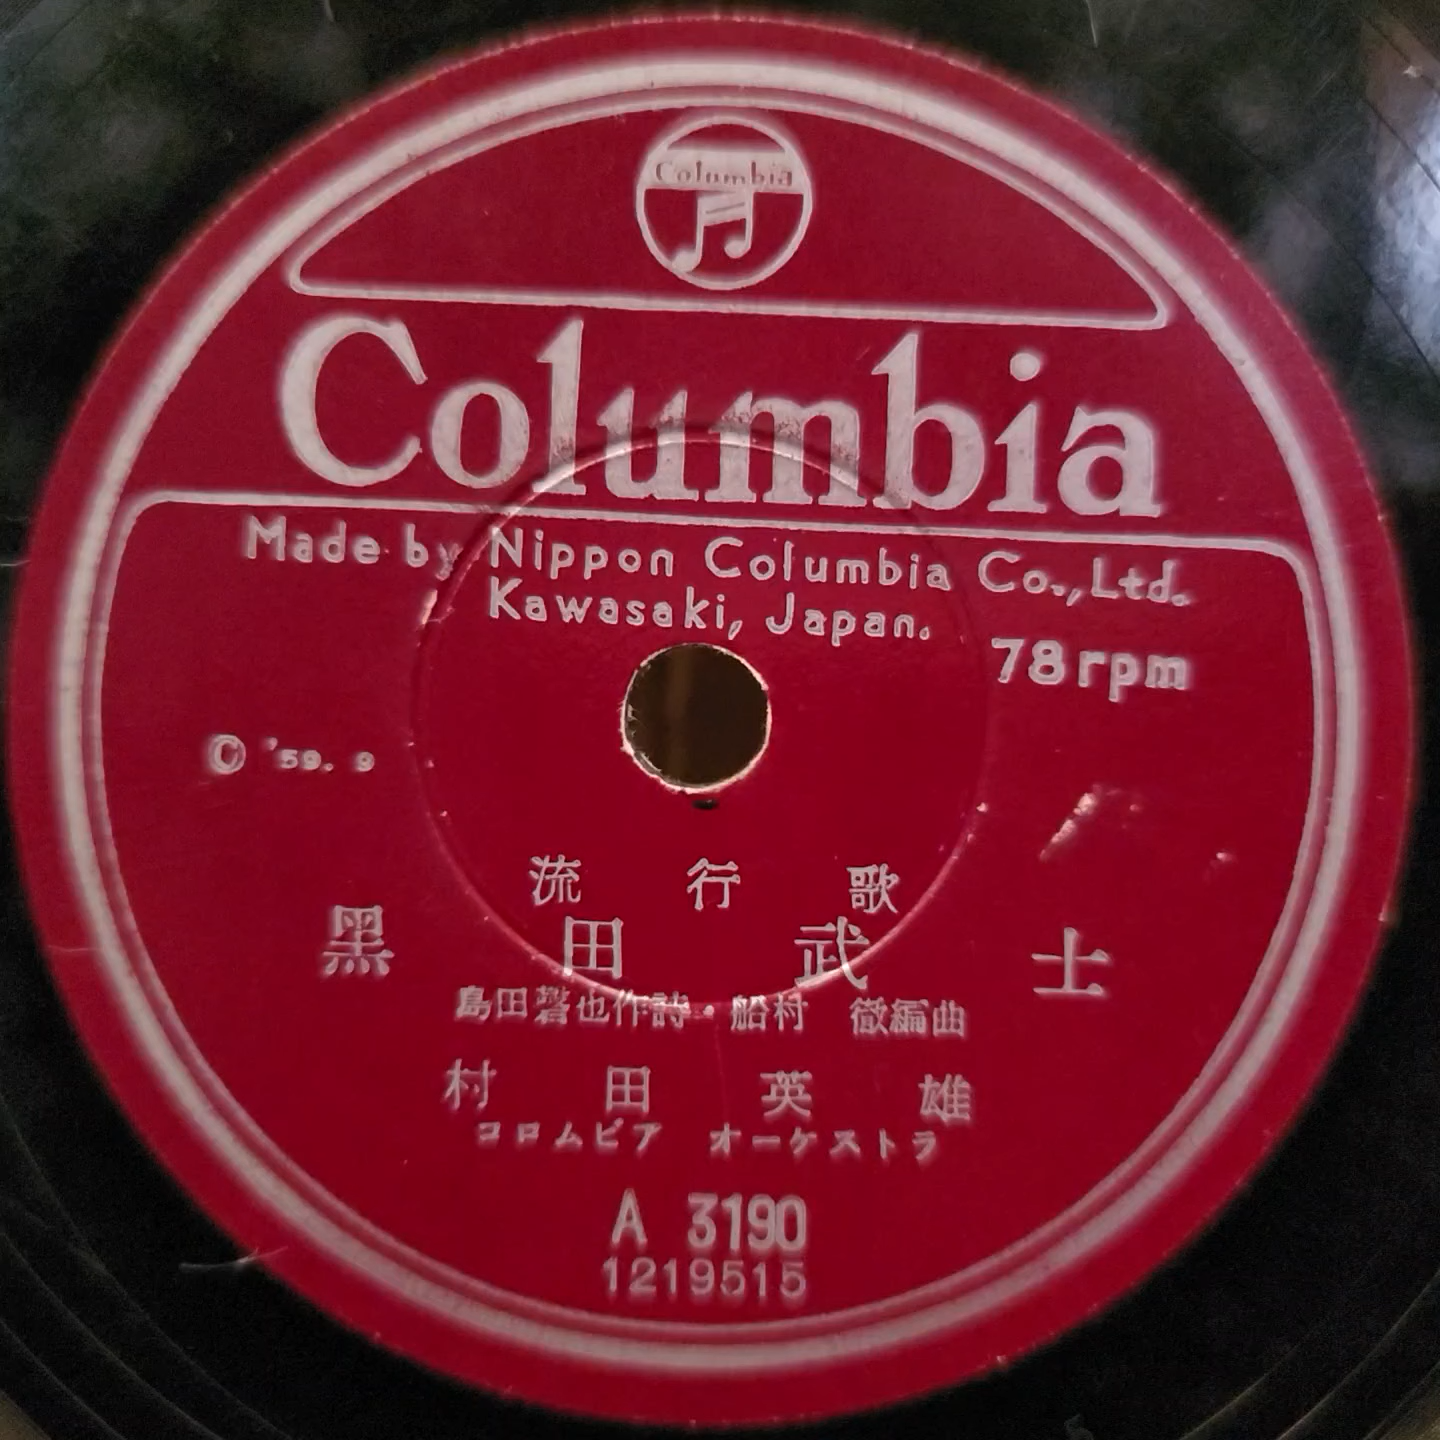 Columbia
Columbia
Made by Nippon Columbia Co., Ltd.
Kawasaki, Japan.
78 rpm
© '59. 9
流行歌
黒田武士
島田磬也作詩・船村 徹編曲
村田英雄
コロムビア オーケストラ
A 3190
1219515